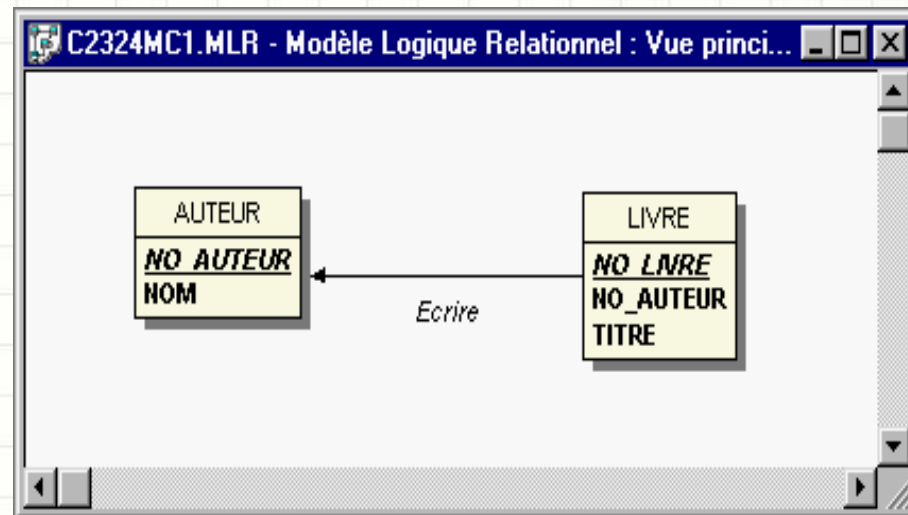 C2324MC1.MLR - Modèle Logique Relationnel : Vue princi...
AUTEUR
NO_AUTEUR
NOM
Ecrire
LIVRE
NO_LIVRE
NO_AUTEUR
TITRE